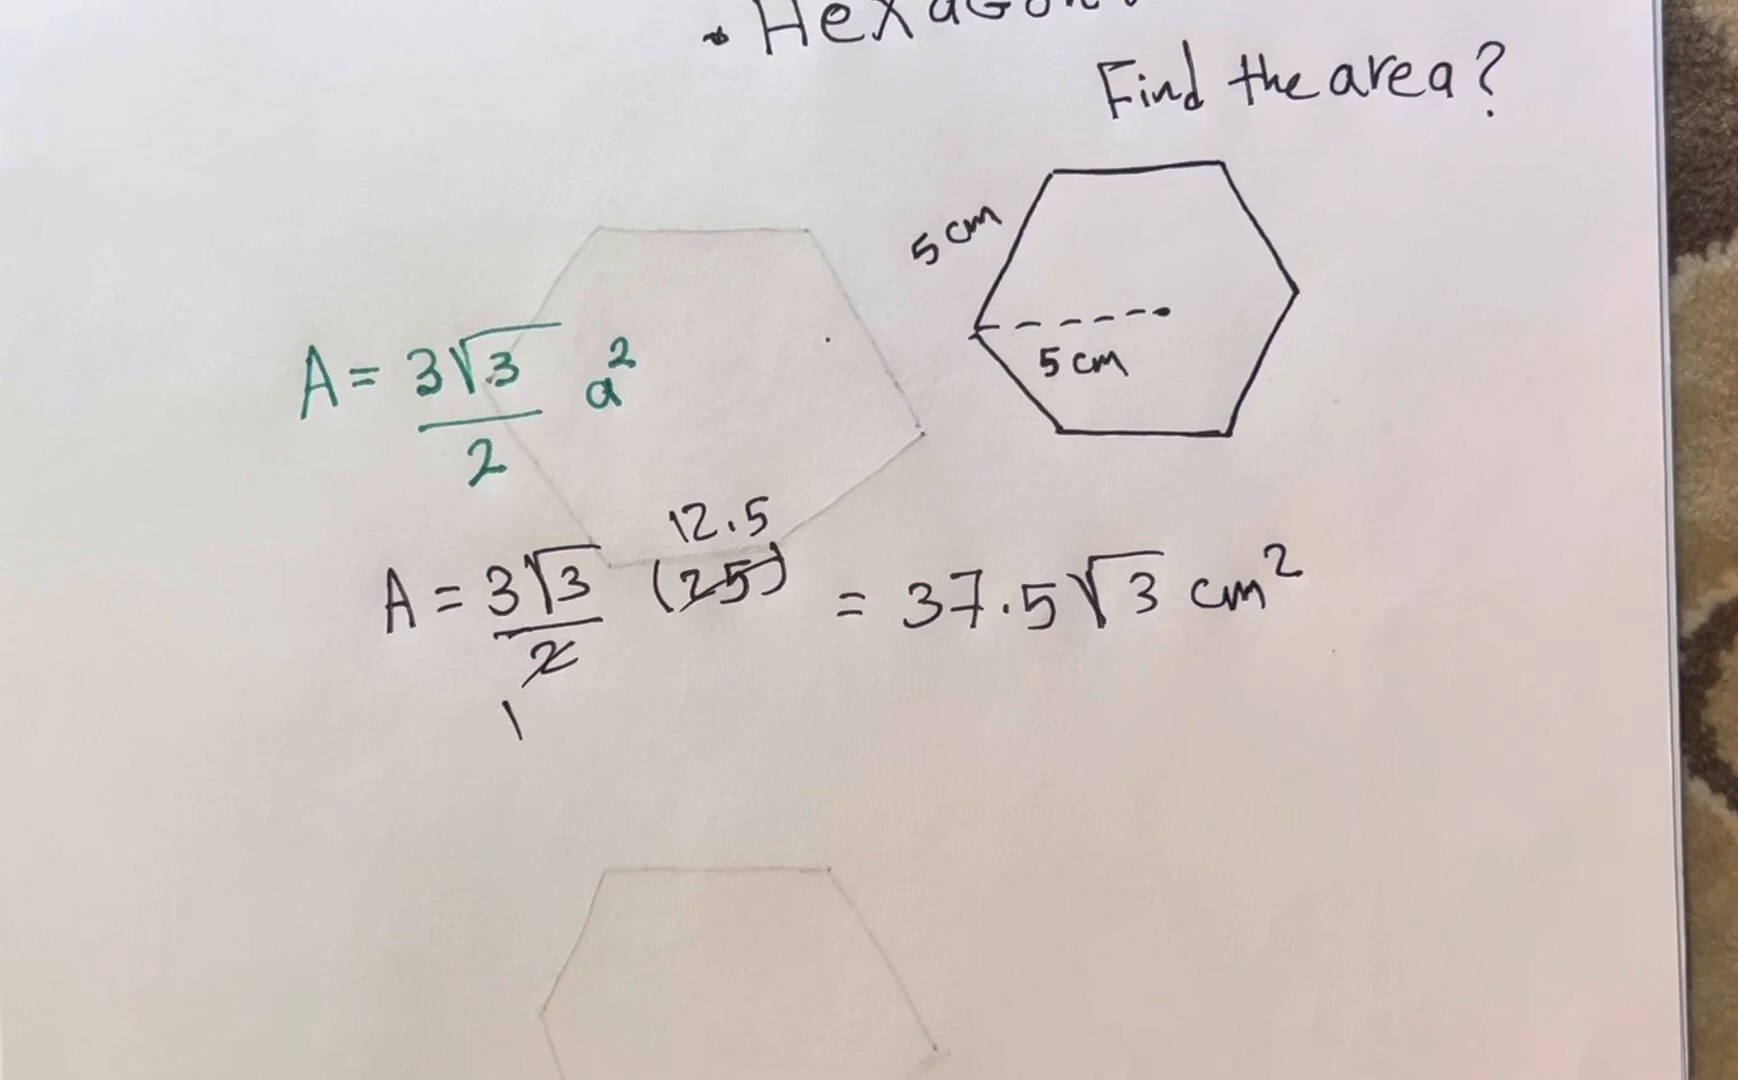 • Hexagon
Find the area?
5 cm
5 cm
A = 3√3/2 a²
12.5
A = 3√3/2 (25) = 37.5√3 cm²
1